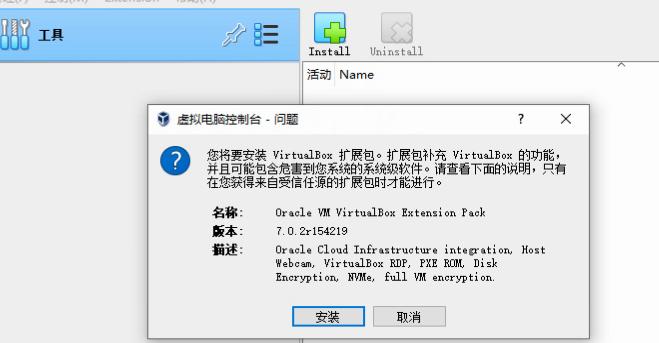 工具
Install
Uninstall
活动 Name
虚拟电脑控制台 - 问题
?
您将要安装 VirtualBox 扩展包。扩展包补充 VirtualBox 的功能，
并且可能包含危害到您系统的系统级软件。请查看下面的说明，只有
在您获得来自受信任源的扩展包时才能进行。
名称: Oracle VM VirtualBox Extension Pack
版本: 7.0.2r154219
描述: Oracle Cloud Infrastructure integration, Host
Webcam, VirtualBox RDP, PXE ROM, Disk
Encryption, NVMe, full VM encryption.
安装
取消